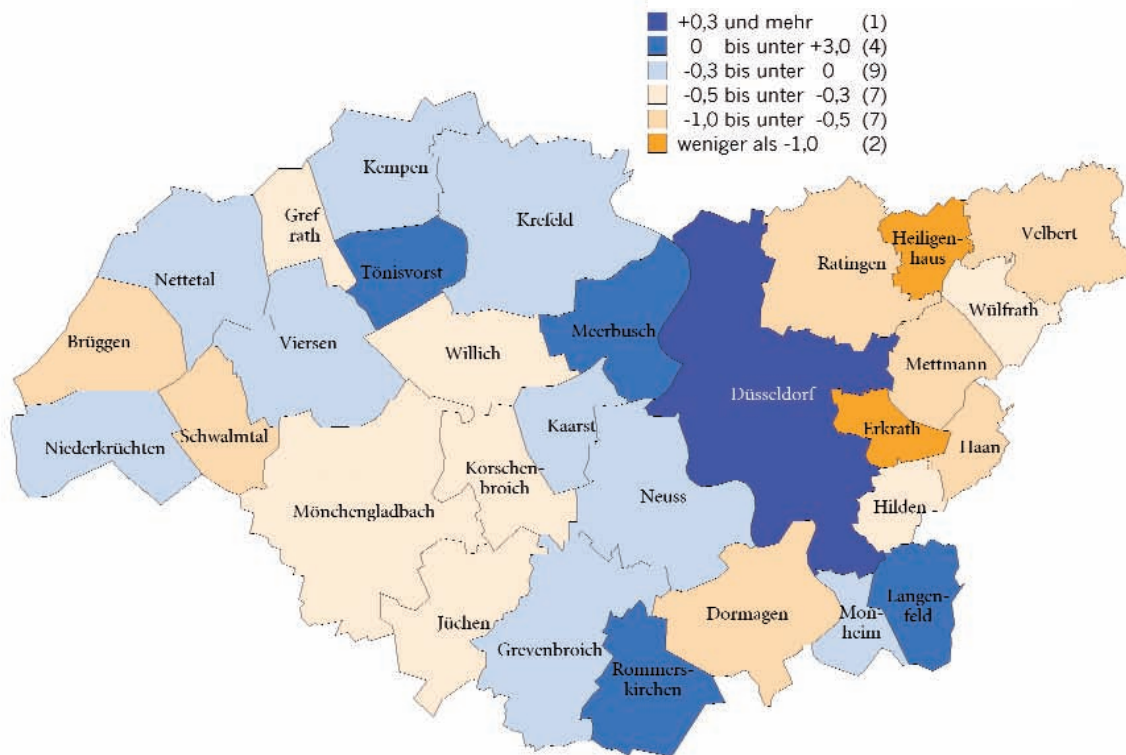 +0,3 und mehr (1)
0 bis unter +3,0 (4)
-0,3 bis unter 0 (9)
-0,5 bis unter -0,3 (7)
-1,0 bis unter -0,5 (7)
weniger als -1,0 (2)
Kempen
Gref
rath
Krefeld
Tönisvorst
Nettetal
Ratingen
Heiligen-
haus
Velbert
Wülfrath
Brüggen
Viersen
Willich
Meerbusch
Mettmann
Düsseldorf
Niederkrüchten
Schwalmtal
Kaarst
Erkrath
Haan
Korschen-
broich
Neuss
Hilden
Mönchengladbach
Jüchen
Dormagen
Mon-
heim
Langen-
feld
Grevenbroich
Rommers-
kirchen